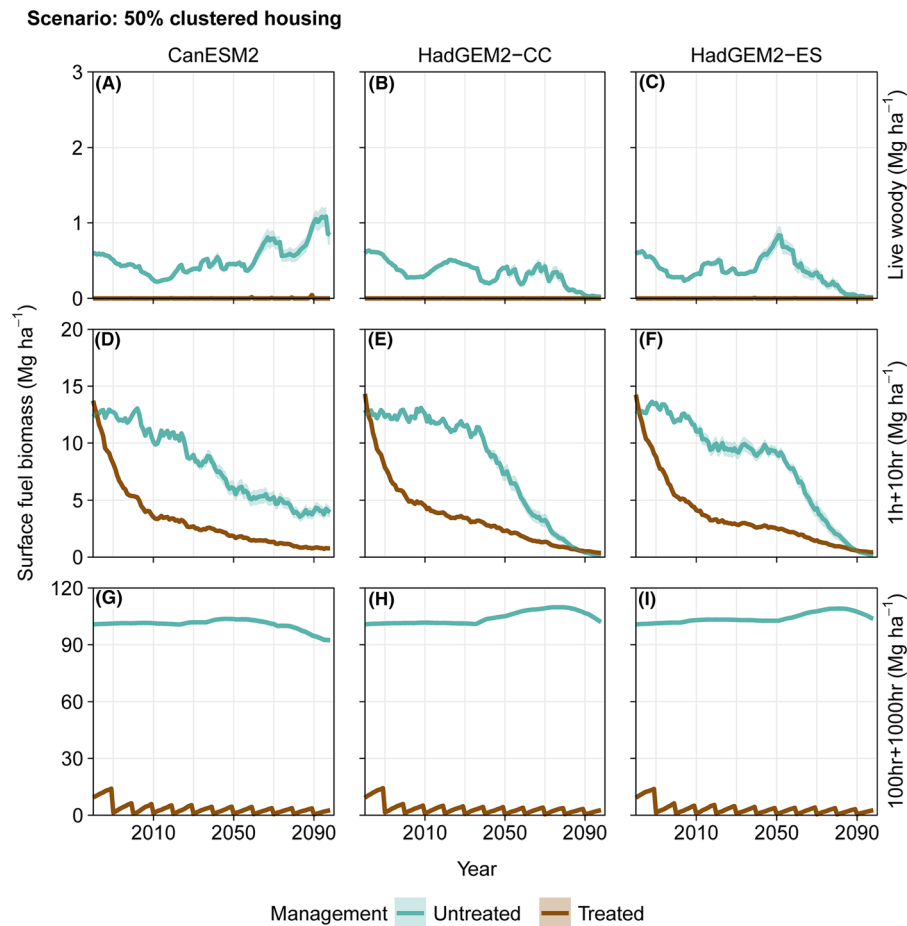 Scenario: 50% clustered housing
CanESM2
HadGEM2−CC
HadGEM2−ES
(A)
(B)
(C)
3
2
1
0
Live woody (Mg ha−1)
Surface fuel biomass (Mg ha−1)
(D)
(E)
(F)
20
15
10
5
0
1h+10hr (Mg ha−1)
(G)
(H)
(I)
120
90
60
30
0
100hr+1000hr (Mg ha−1)
2010 2050 2090
2010 2050 2090
2010 2050 2090
Year
Management Untreated Treated